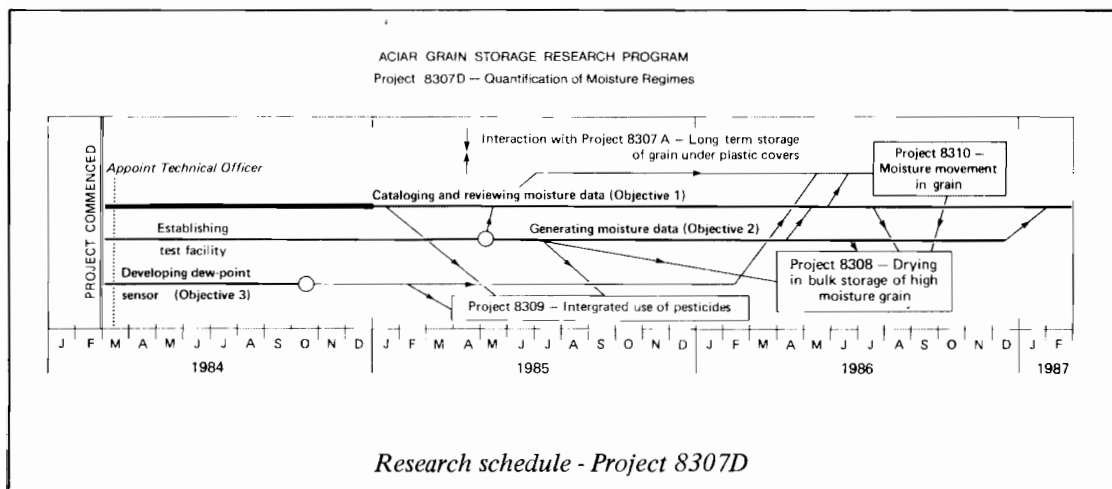 ACIAR GRAIN STORAGE RESEARCH PROGRAM
Project 8307D — Quantification of Moisture Regimes
PROJECT COMMENCED
Appoint Technical Officer
Interaction with Project 8307 A — Long term storage
of grain under plastic covers
Project 8310 —
Moisture movement
in grain
Cataloging and reviewing moisture data (Objective 1)
Establishing
test facility
Generating moisture data (Objective 2)
Developing dew-point
sensor (Objective 3)
Project 8309 — Intergrated use of pesticides
Project 8308 — Drying
in bulk storage of high
moisture grain
J F M A M J J A S O N D J F M A M J J A S O N D J F M A M J J A S O N D J F
1984 1985 1986 1987
Research schedule - Project 8307D